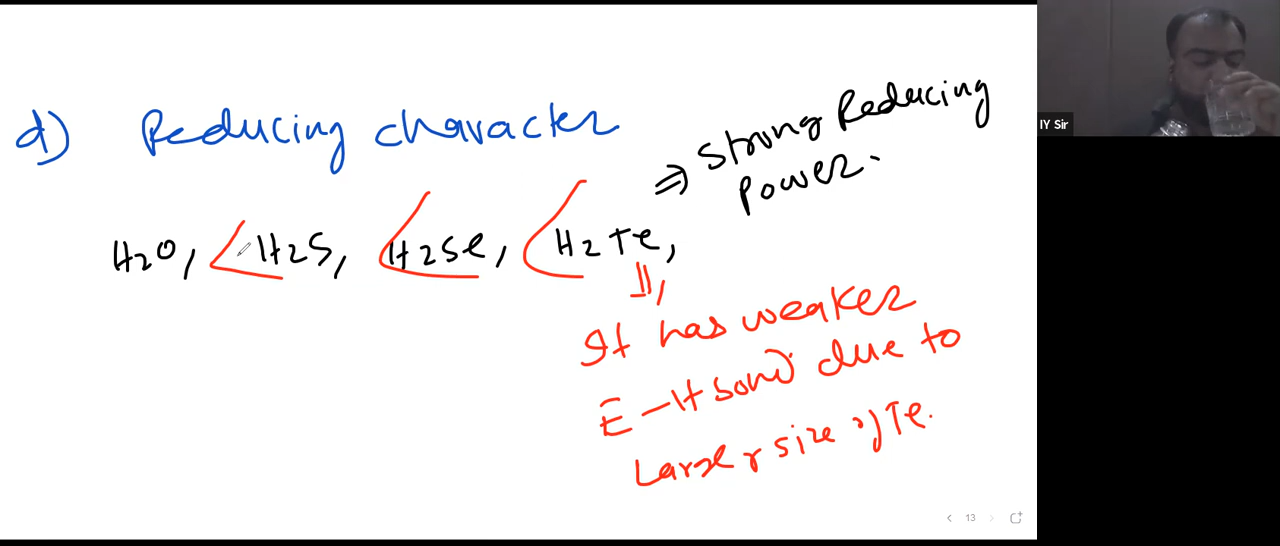 d) Reducing character
⇒ Strong Reducing
Power.
H2O, < H2S, < H2Se, < H2Te,
⇓,
It has weaker
E-H bond due to
Larger size of Te.
IY Sir
13